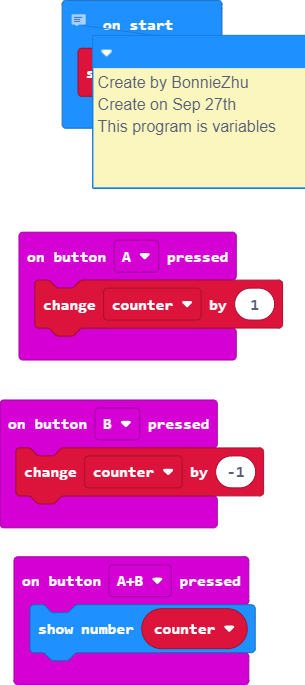 on start
s
Create by BonnieZhu
Create on Sep 27th
This program is variables
on button A pressed
change counter by 1
on button B pressed
change counter by -1
on button A+B pressed
show number counter